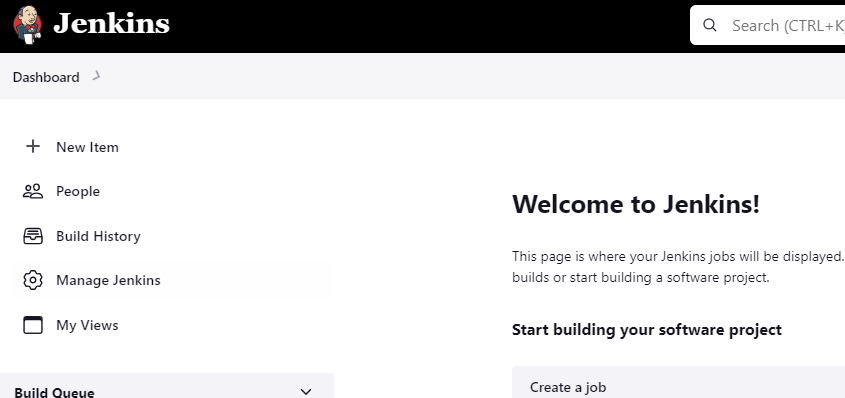 Jenkins
Search (CTRL+K)
Dashboard
New Item
People
Build History
Manage Jenkins
My Views
Build Queue
Welcome to Jenkins!
This page is where your Jenkins jobs will be displayed.
builds or start building a software project.
Start building your software project
Create a job